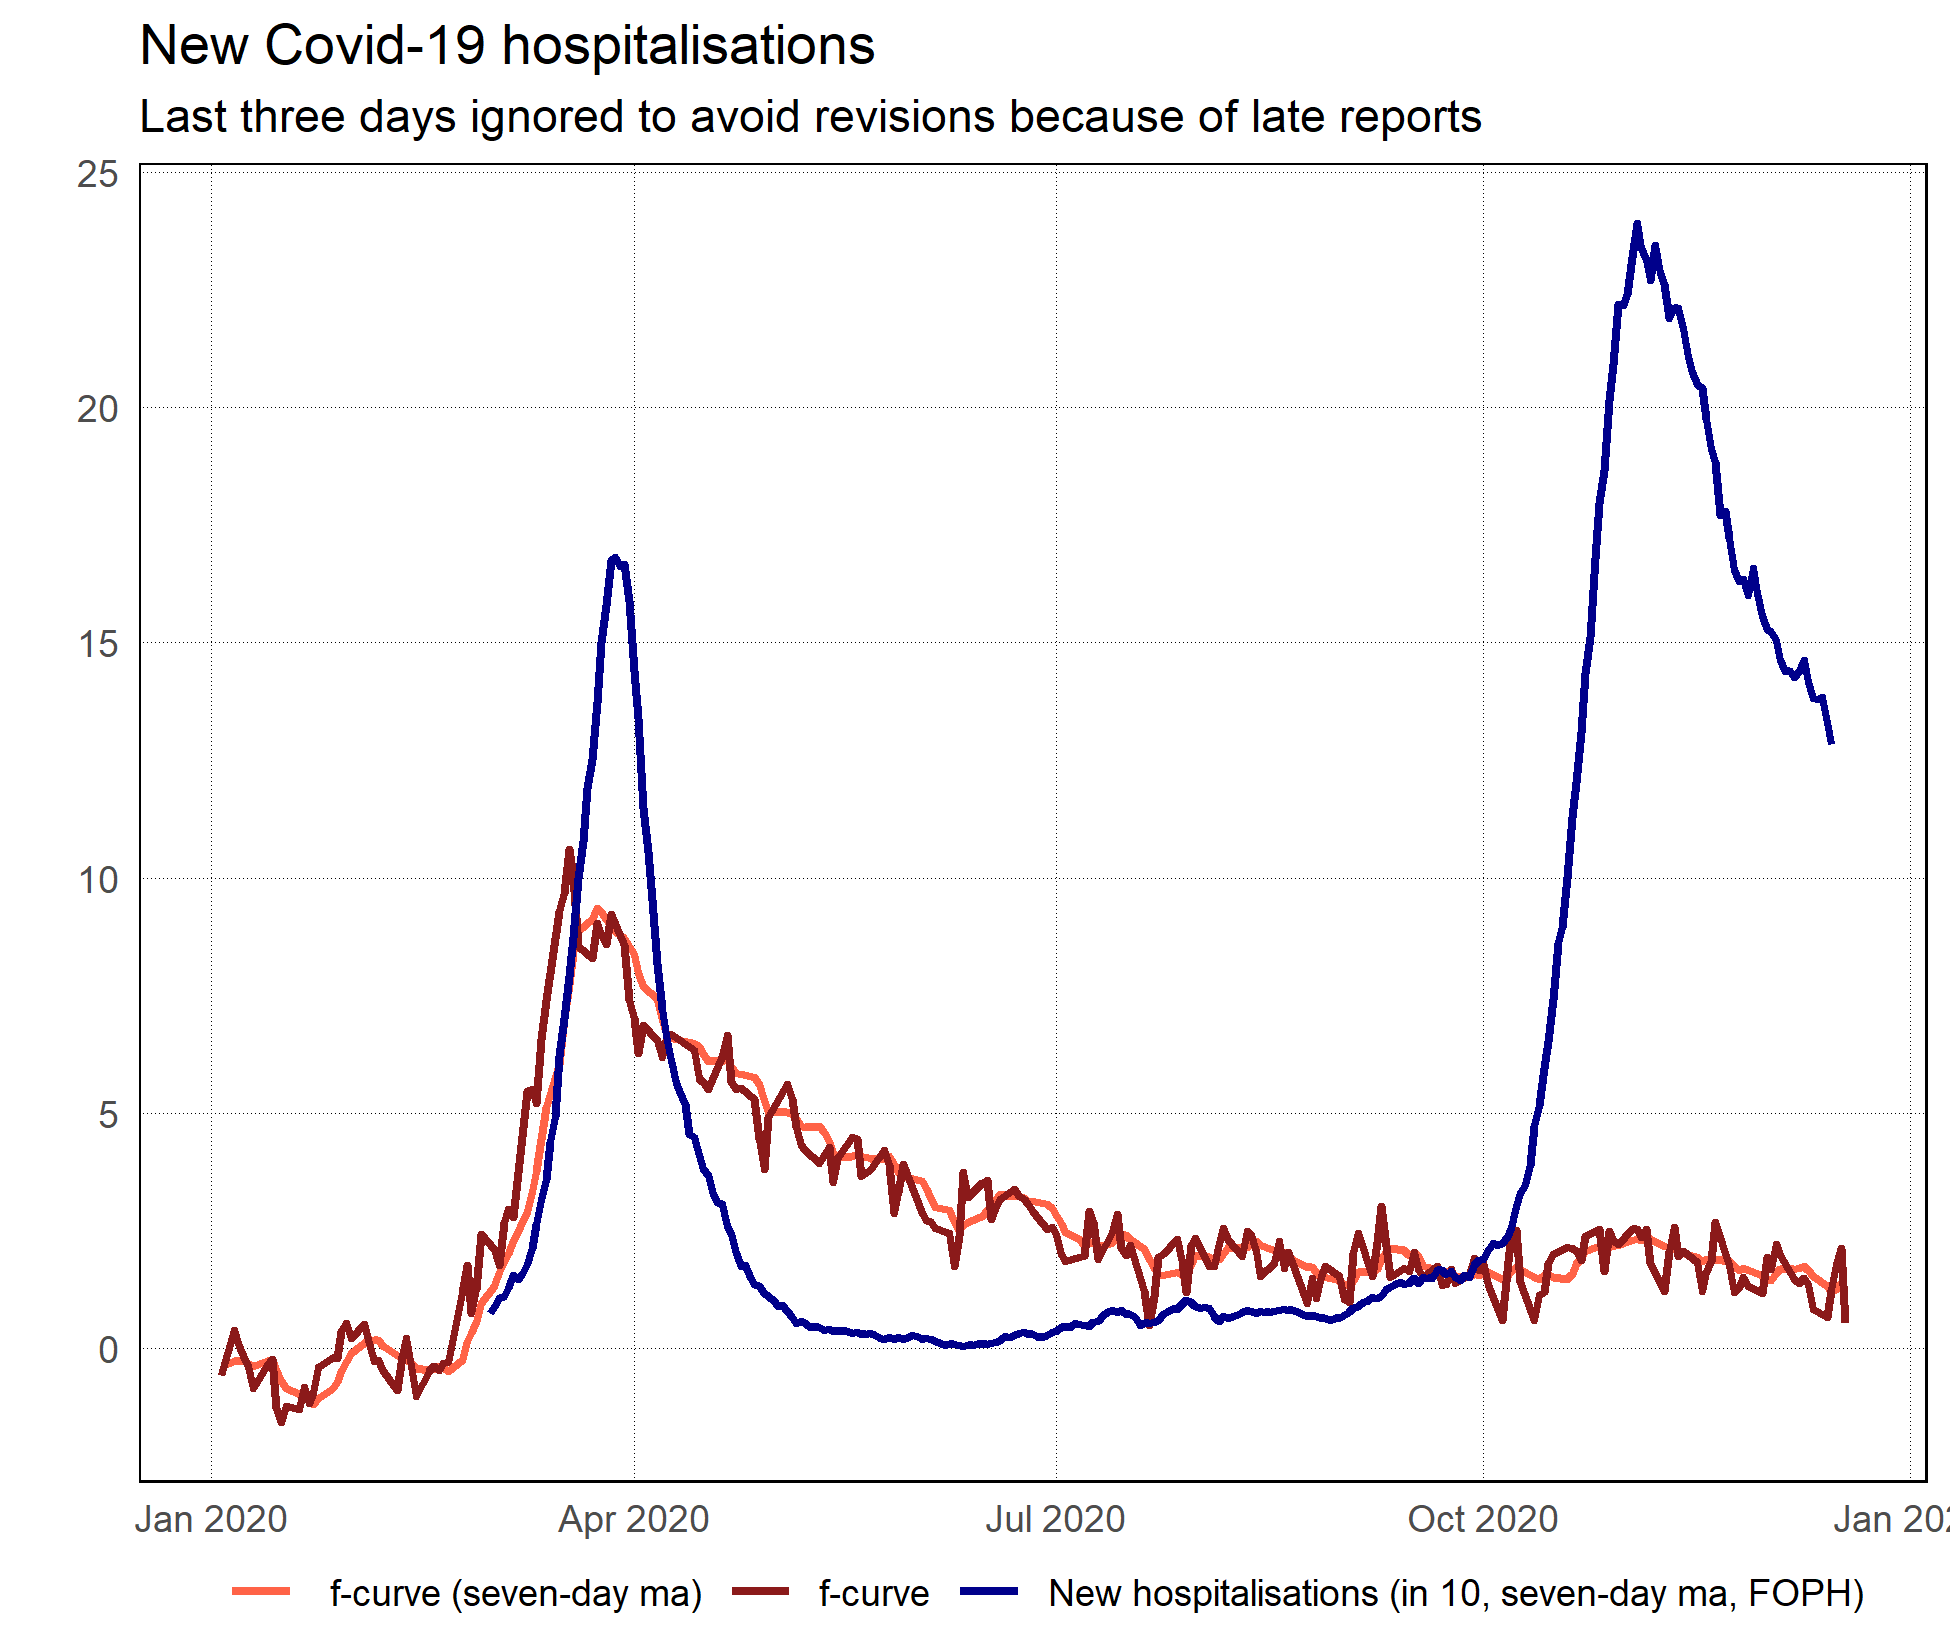 New Covid-19 hospitalisations
Last three days ignored to avoid revisions because of late reports
25
20
15
10
5
0
Jan 2020 Apr 2020 Jul 2020 Oct 2020 Jan 202
f-curve (seven-day ma) f-curve New hospitalisations (in 10, seven-day ma, FOPH)